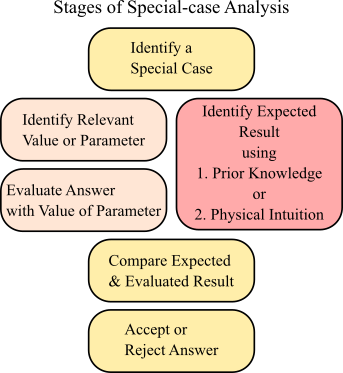 Stages of Special-case Analysis
Identify a
Special Case
Identify Relevant
Value or Parameter
Evaluate Answer
with Value of Parameter
Identify Expected
Result
using
1. Prior Knowledge
or
2. Physical Intuition
Compare Expected
& Evaluated Result
Accept or
Reject Answer